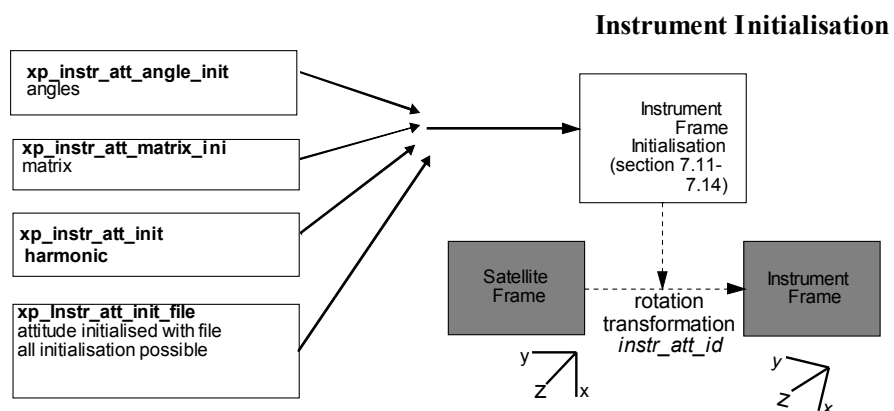 Instrument Initialisation
xp_instr_att_angle_init
angles
xp_instr_att_matrix_ini
matrix
xp_instr_att_init
harmonic
xp_Instr_att_init_file
attitude initialised with file
all initialisation possible
Instrument
Frame
Initialisation
(section 7.11-
7.14)
Satellite
Frame
rotation
transformation
instr_att_id
Instrument
Frame
y
z
x
y
z
x